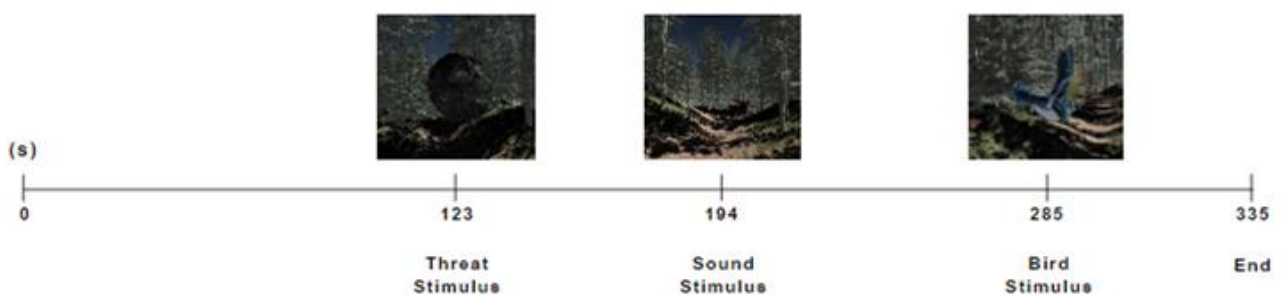 (s)
0 123 194 285 335
Threat Sound Bird End
Stimulus Stimulus Stimulus